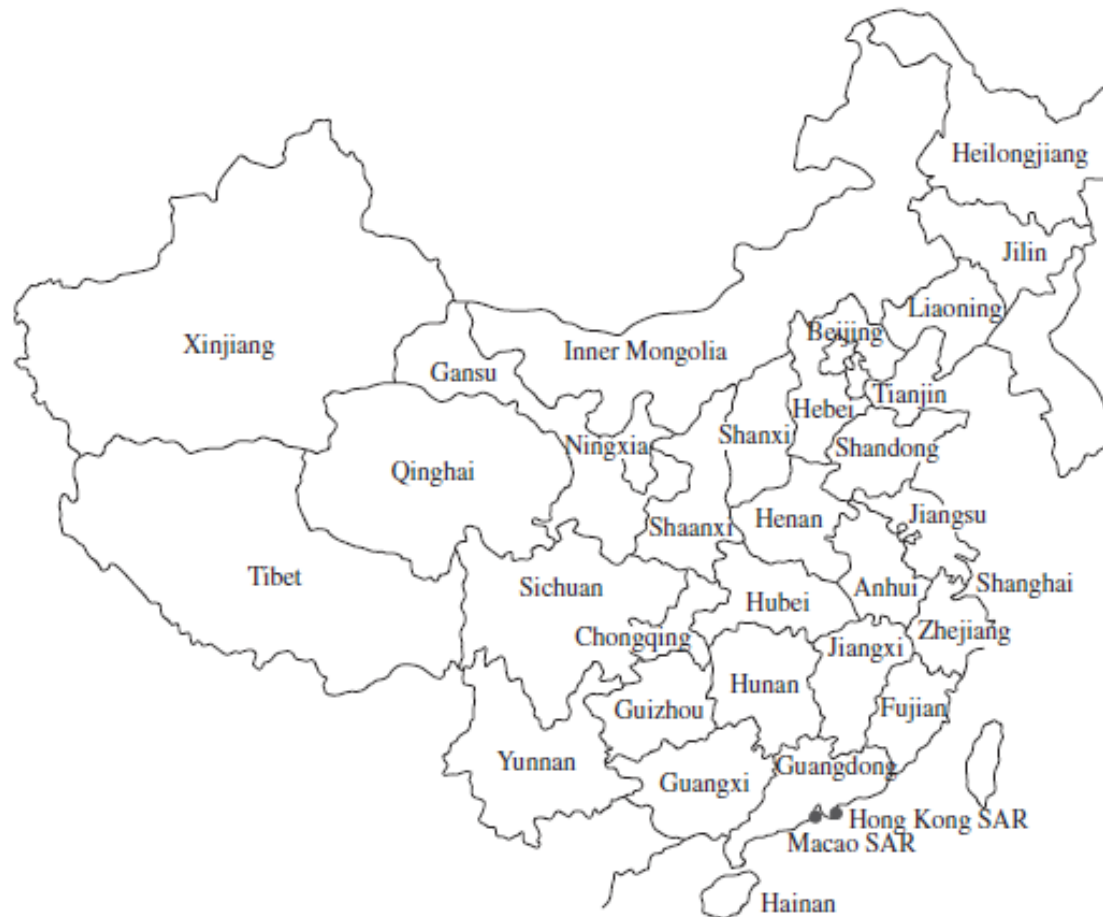 Heilongjiang
Jilin
Liaoning
Beijing
Xinjiang
Inner Mongolia
Gansu
Tianjin
Hebei
Shanxi
Ningxia
Shandong
Qinghai
Jiangsu
Henan
Shaanxi
Tibet
Sichuan
Anhui
Shanghai
Hubei
Chongqing
Zhejiang
Jiangxi
Hunan
Guizhou
Fujian
Yunnan
Guangdong
Guangxi
Hong Kong SAR
Macao SAR
Hainan